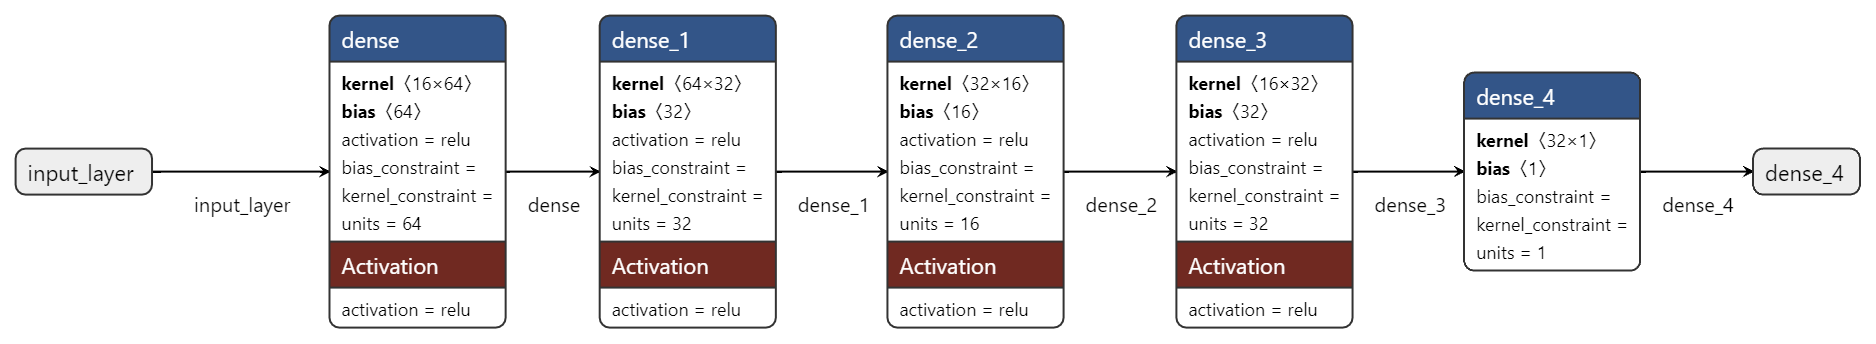 input_layer
input_layer
dense
kernel 〈16×64〉
bias 〈64〉
activation = relu
bias_constraint =
kernel_constraint =
units = 64
Activation
activation = relu
dense
dense_1
kernel 〈64×32〉
bias 〈32〉
activation = relu
bias_constraint =
kernel_constraint =
units = 32
Activation
activation = relu
dense_1
dense_2
kernel 〈32×16〉
bias 〈16〉
activation = relu
bias_constraint =
kernel_constraint =
units = 16
Activation
activation = relu
dense_2
dense_3
kernel 〈16×32〉
bias 〈32〉
activation = relu
bias_constraint =
kernel_constraint =
units = 32
Activation
activation = relu
dense_3
dense_4
kernel 〈32×1〉
bias 〈1〉
bias_constraint =
kernel_constraint =
units = 1
dense_4
dense_4